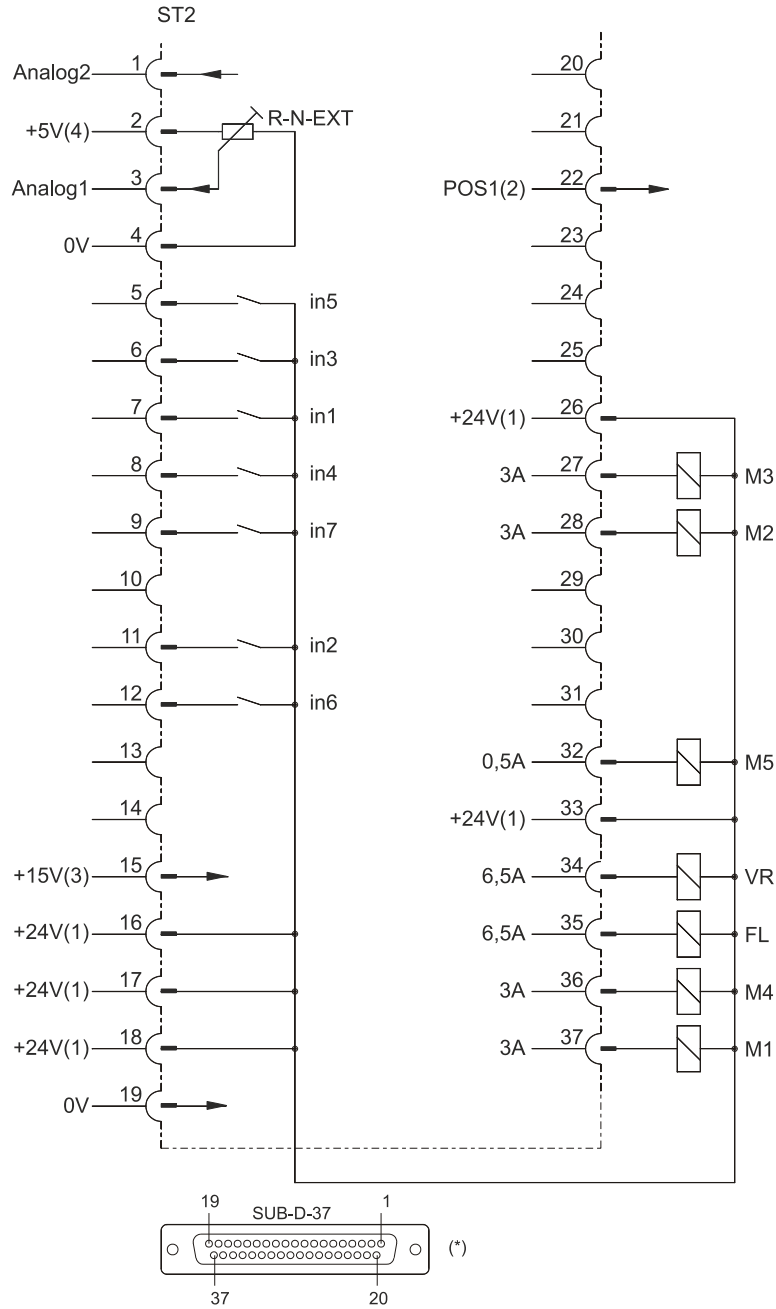 ST2
Analog2 1
+5V(4) 2 R-N-EXT
Analog1 3
0V 4
5 in5
6 in3
7 in1
8 in4
9 in7
10
11 in2
12 in6
13
14
+15V(3) 15
+24V(1) 16
+24V(1) 17
+24V(1) 18
0V 19
20
21
POS1(2) 22
23
24
25
+24V(1) 26
3A 27 M3
3A 28 M2
29
30
31
0,5A 32 M5
+24V(1) 33
6,5A 34 VR
6,5A 35 FL
3A 36 M4
3A 37 M1
19 SUB-D-37 1
(*)
37 20